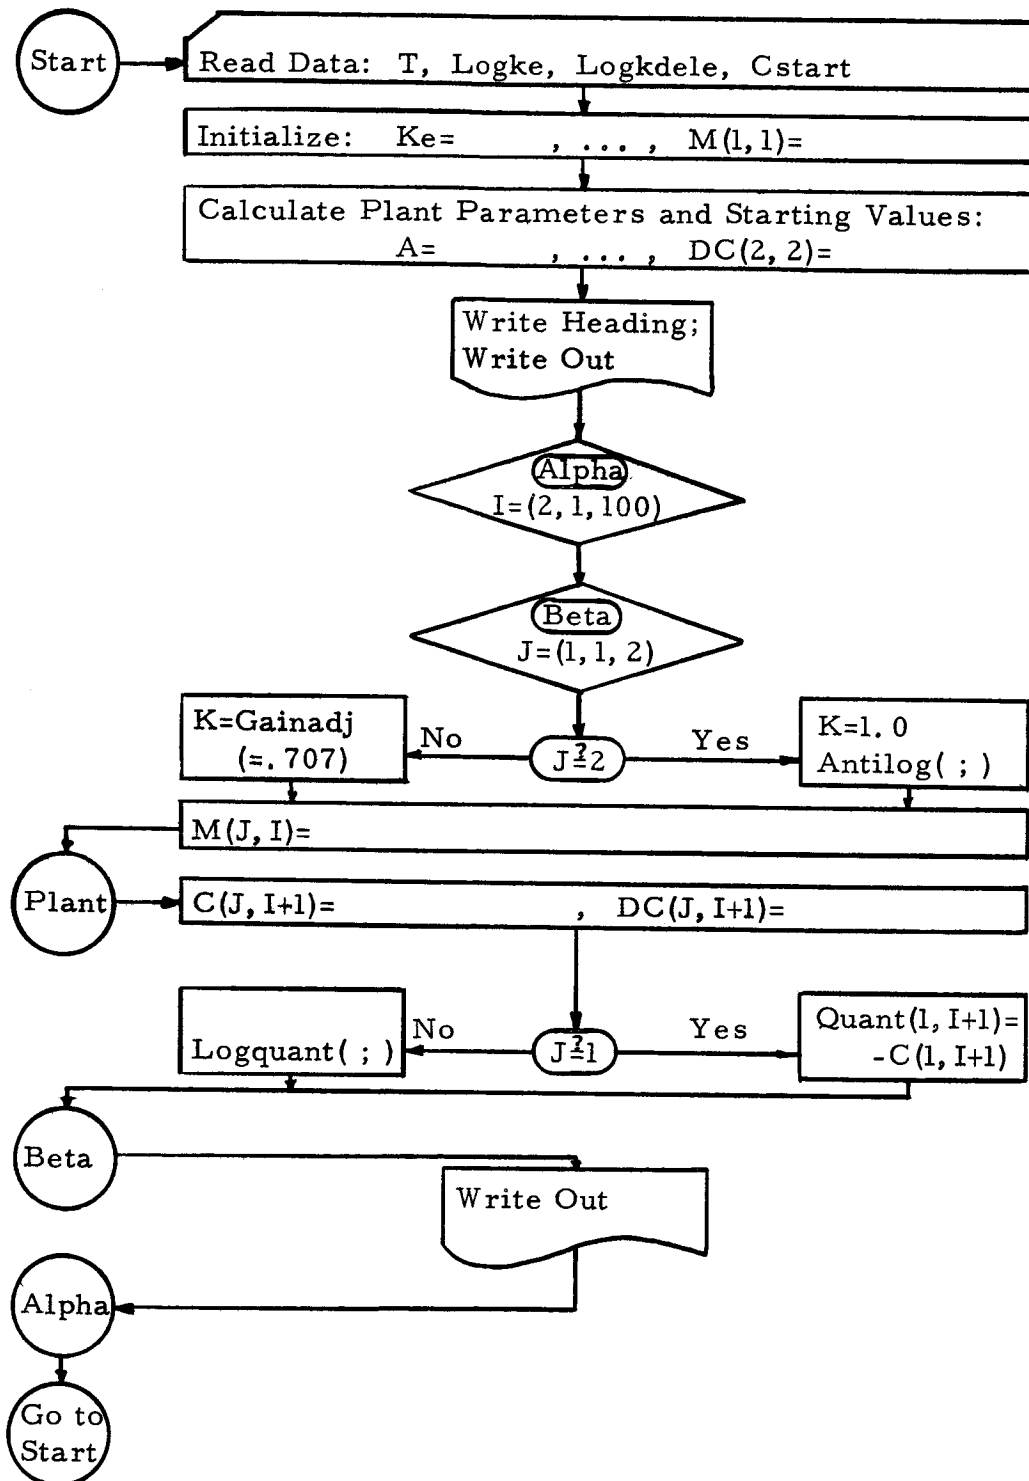 Start
Read Data: T, Logke, Logkdele, Cstart
Initialize: Ke= , ... , M(1,1)=
Calculate Plant Parameters and Starting Values:
A= , ... , DC(2,2)=
Write Heading;
Write Out
Alpha
I=(2,1,100)
Beta
J=(1,1,2)
K=Gainadj
(=.707)
No
J≟2
Yes
K=1.0
Antilog( ; )
M(J,I)=
Plant
C(J,I+1)= , DC(J,I+1)=
Logquant( ; )
No
J≟1
Yes
Quant(1,I+1)=
-C(1,I+1)
Beta
Write Out
Alpha
Go to
Start